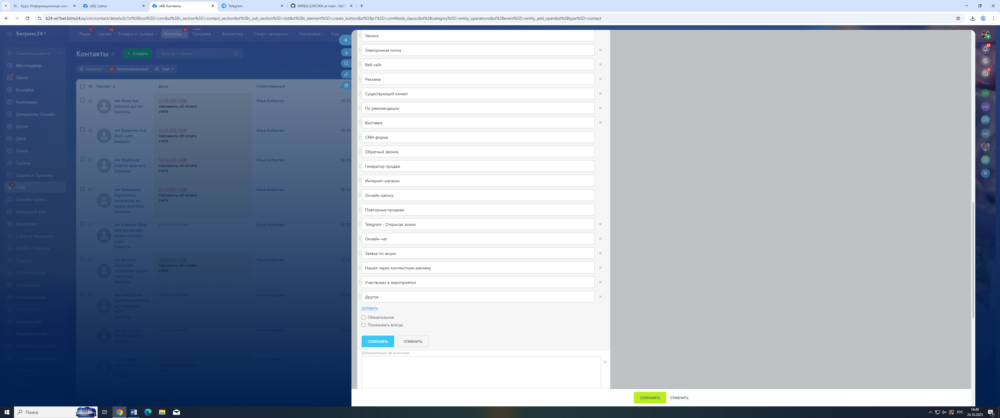 Курс: Информационные сист
(48) Сайты
(48) Контакты
Telegram
MIREA/3/ИСУКК at main · VeXE
b24-wl1bet.bitrix24.ru/crm/contact/details/0/?st%5Btool%5D=crm&st%5Bc_section%5D=contact_section&st%5Bc_sub_section%5D=list&st%5Bc_element%5D=create_button&st%5Bp1%5D=crmMode_classic&st%5Bcategory%5D=entity_operations&st%5Bevent%5D=entity_add_open&st%5Btype%5D=contact
Битрикс24
Лиды 1
Сделки 14
Товары и Склады
Клиенты 13
НОВОЕ
Продажи
Аналитика
Смарт-процессы
Настройки
Еще
Совместная работа
Мессенджер
2
Лента
Коллабы
Календарь
Документы Онлайн
Доски
Диск
Почта
Группы
Задачи и Проекты
28
CRM
Онлайн-запись
Складской учёт
Маркетинг
Сайты и Магазины
КЭДО + Госключ
Подпись
BI Конструктор
Сотрудники
Автоматизация
Маркетплейс
Разработчикам
Генератор тестовых ...
15+ шаблонов магаз...
Контакты
+ Создать
Фильтр + поиск
0 Входящие
13 Запланированные
0 Ещё
Контакт
Дела
Ответственный
Инна Aut
delectus qui vel.
Клиенты
12.10.2025 12:00
Напомнить об оплате
счета
Илья Албахтин
10.10.
Валентин Aut
illum iusto.
Клиенты
12.10.2025 12:00
Напомнить об оплате
счета
Илья Албахтин
10.10.
Изабелла
Deleniti quia non.
Клиенты
12.10.2025 12:00
Напомнить об оплате
счета
Илья Албахтин
10.10.
Иммануил
Dignissimos
recusandae ex
eaque doloribus.
Клиенты
12.10.2025 12:00
Напомнить об оплате
счета
Илья Албахтин
10.10.
Клавдия Modi
velit perspiciatis
autem distinctio
quos.
Клиенты
Дела отсутствуют
Илья Албахтин
10.10.
Игнатий
Perspiciatis
recusandae eaque
voluptates.
Клиенты
12.10.2025 12:00
Напомнить об оплате
счета
Илья Албахтин
10.10.
Алиса Quia
laudantium deleniti
ex consectetur
animi.
Клиенты
Дела отсутствуют
Илья Албахтин
10.10.
Нонна Quo
adipisci dolore in.
Клиенты
Дела отсутствуют
Илья Албахтин
10.10.
Напомнить об оплате
счета
Илья Албахтин
Звонок
Электронная почта
Веб-сайт
Реклама
Существующий клиент
По рекомендации
Выставка
CRM-форма
Обратный звонок
Генератор продаж
Интернет-магазин
Онлайн-запись
Повторные продажи
Telegram - Открытая линия
Онлайн-чат
Заявка по акции
Нашёл через контекстную рекламу
Участвовал в мероприятии
Другое
Добавить
Обязательное
Показывать всегда
СОХРАНИТЬ
ОТМЕНИТЬ
Дополнительно об источнике
СОХРАНИТЬ
ОТМЕНИТЬ
47
1
ОП
ИИ
ИА
Поиск
РУС
16:49
24.10.2025
1